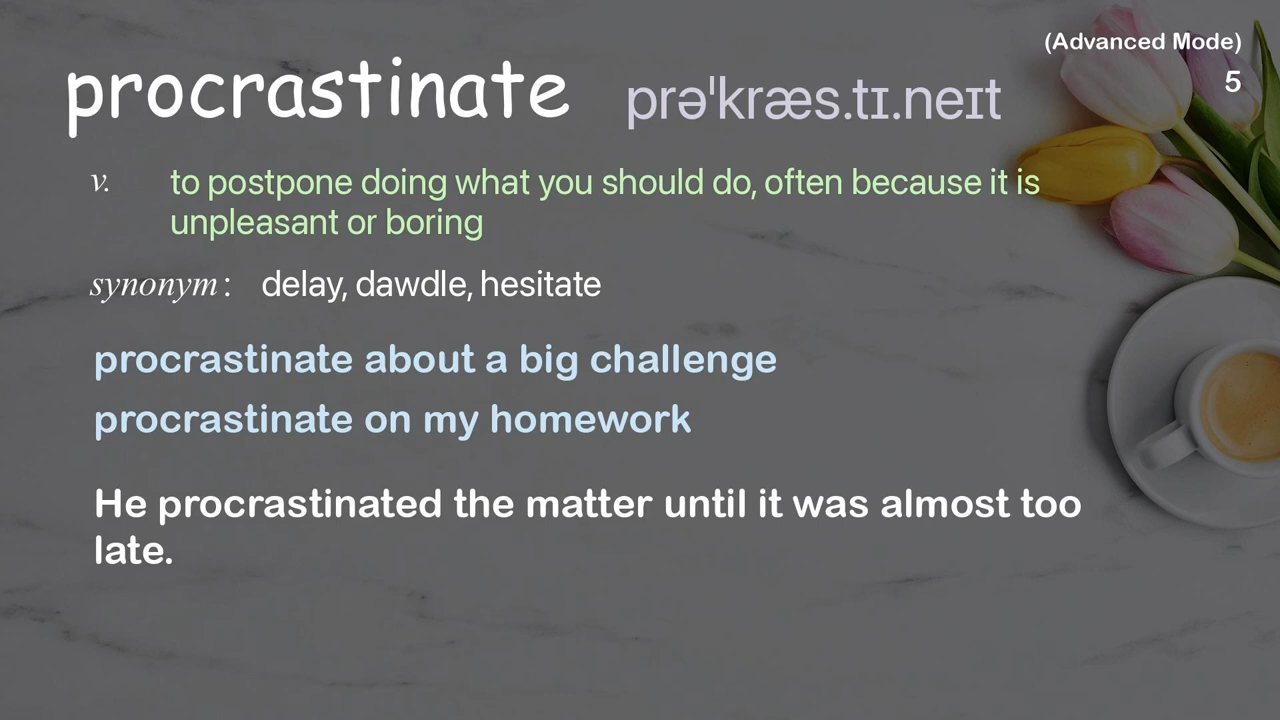 (Advanced Mode)
5
procrastinate prəˈkræs.tɪ.neɪt
v. to postpone doing what you should do, often because it is
unpleasant or boring
synonym : delay, dawdle, hesitate
procrastinate about a big challenge
procrastinate on my homework
He procrastinated the matter until it was almost too
late.